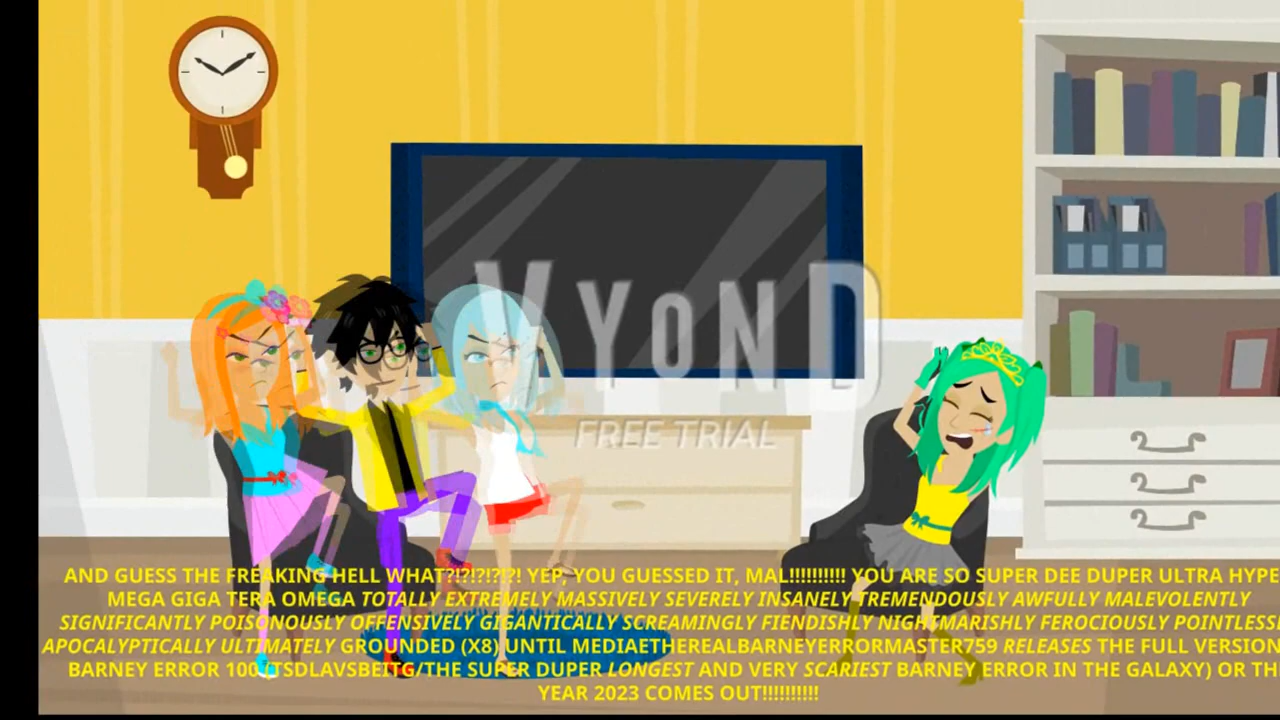 VYOND
FREE TRIAL
AND GUESS THE FREAKING HELL WHAT?!?!?!?!?! YEP, YOU GUESSED IT, MAL!!!!!!!!!! YOU ARE SO SUPER DEE DUPER ULTRA HYPE
MEGA GIGA TERA OMEGA TOTALLY EXTREMELY MASSIVELY SEVERELY INSANELY TREMENDOUSLY AWFULLY MALEVOLENTLY
SIGNIFICANTLY POISONOUSLY OFFENSIVELY GIGANTICALLY SCREAMINGLY FIENDISHLY NIGHTMARISHLY FEROCIOUSLY POINTLESSL
APOCALYPTICALLY ULTIMATELY GROUNDED (X8) UNTIL MEDIAETHEREALBARNEYERRORMASTER759 RELEASES THE FULL VERSION
BARNEY ERROR 100 (TSDLAVSBEITG/THE SUPER DUPER LONGEST AND VERY SCARIEST BARNEY ERROR IN THE GALAXY) OR TH
YEAR 2023 COMES OUT!!!!!!!!!!